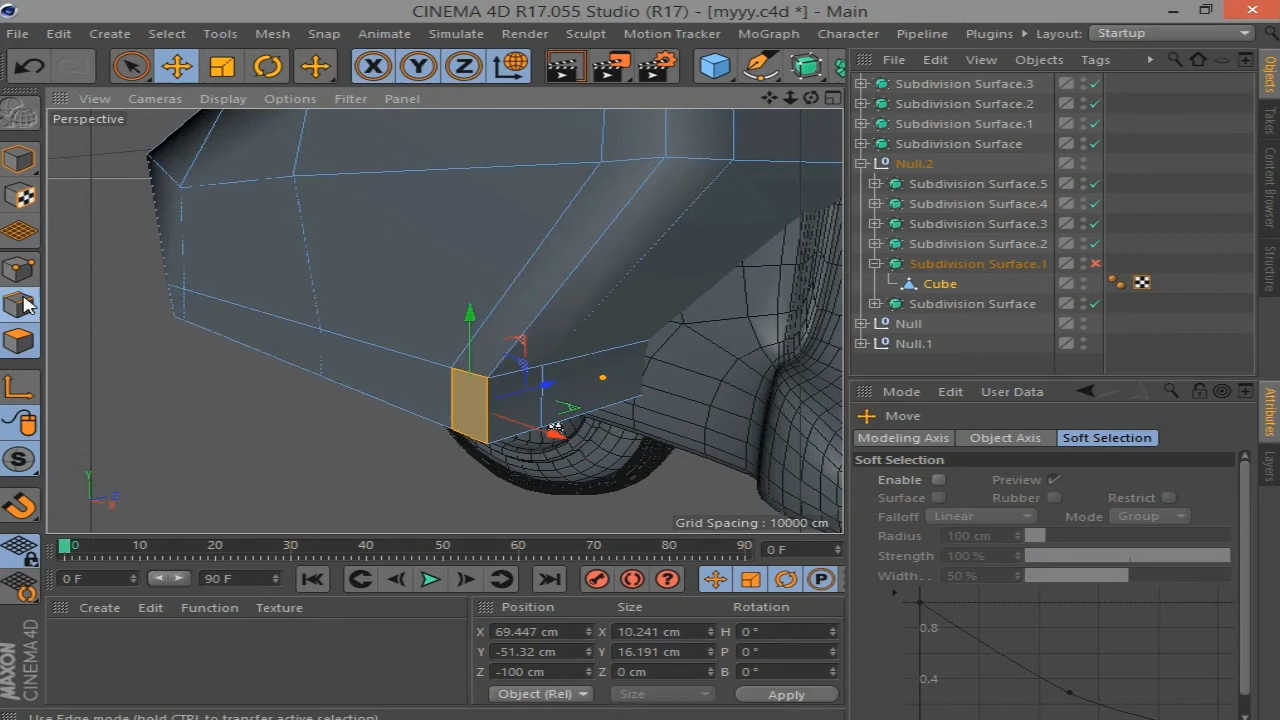 CINEMA 4D R17.055 Studio (R17) - [myyy.c4d *] - Main
File Edit Create Select Tools Mesh Snap Animate Simulate Render Sculpt Motion Tracker MoGraph Character Pipeline Plugins Layout: Startup
X Y Z
File Edit View Objects Tags
View Cameras Display Options Filter Panel
Perspective
Subdivision Surface.3
Subdivision Surface.2
Subdivision Surface.1
Subdivision Surface
Null.2
Subdivision Surface.5
Subdivision Surface.4
Subdivision Surface.3
Subdivision Surface.2
Subdivision Surface.1
Cube
Subdivision Surface
Null
Null.1
Objects
Takes
Content Browser
Structure
Mode Edit User Data
Move
Modeling Axis Object Axis Soft Selection
Soft Selection
Enable Preview
Surface Rubber Restrict
Falloff Linear Mode Group
Radius 100 cm
Strength 100 %
Width . . 50 %
0.8
0.4
Attributes
Layers
S
Y
Z
X
Grid Spacing : 10000 cm
0 10 20 30 40 50 60 70 80 90 0 F
0 F 90 F P
Create Edit Function Texture
Position Size Rotation
X 69.447 cm X 10.241 cm H 0 °
Y -51.32 cm Y 16.191 cm P 0 °
Z -100 cm Z 0 cm B 0 °
Object (Rel) Size Apply
MAXON CINEMA 4D
Use Edge mode (hold CTRL to transfer active selection)